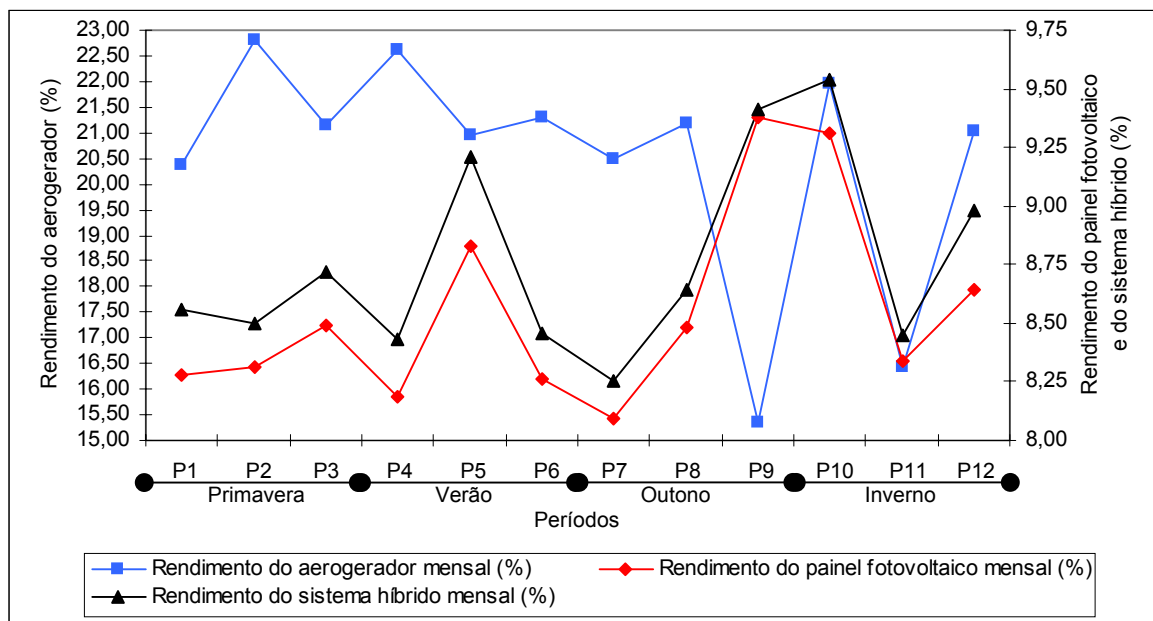 Rendimento do aerogerador (%)
23,00
22,50
22,00
21,50
21,00
20,50
20,00
19,50
19,00
18,50
18,00
17,50
17,00
16,50
16,00
15,50
15,00
9,75
9,50
9,25
9,00
8,75
8,50
8,25
8,00
Rendimento do painel fotovoltaico
e do sistema híbrido (%)
P1 P2 P3 P4 P5 P6 P7 P8 P9 P10 P11 P12
Primavera Verão Outono Inverno
Períodos
Rendimento do aerogerador mensal (%)
Rendimento do painel fotovoltaico mensal (%)
Rendimento do sistema híbrido mensal (%)